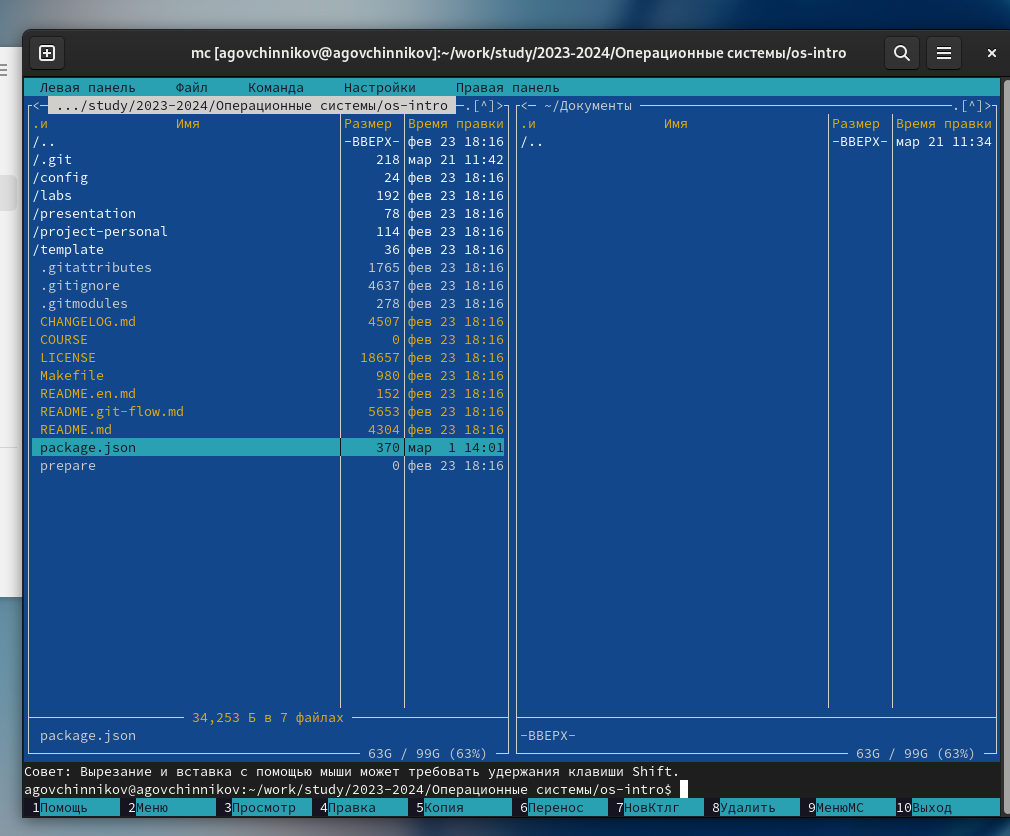 mc [agovchinnikov@agovchinnikov]:~/work/study/2023-2024/Операционные системы/os-intro
Левая панель Файл Команда Настройки Правая панель
<─ .../study/2023-2024/Операционные системы/os-intro ─.[^]> <─ ~/Документы ─.[^]>
.и Имя Размер Время правки .и Имя Размер Время правки
/.. -ВВЕРХ- фев 23 18:16 /.. -ВВЕРХ- мар 21 11:34
/.git 218 мар 21 11:42
/config 24 фев 23 18:16
/labs 192 фев 23 18:16
/presentation 78 фев 23 18:16
/project-personal 114 фев 23 18:16
/template 36 фев 23 18:16
.gitattributes 1765 фев 23 18:16
.gitignore 4637 фев 23 18:16
.gitmodules 278 фев 23 18:16
CHANGELOG.md 4507 фев 23 18:16
COURSE 0 фев 23 18:16
LICENSE 18657 фев 23 18:16
Makefile 980 фев 23 18:16
README.en.md 152 фев 23 18:16
README.git-flow.md 5653 фев 23 18:16
README.md 4304 фев 23 18:16
package.json 370 мар 1 14:01
prepare 0 фев 23 18:16
34,253 Б в 7 файлах
package.json -ВВЕРХ-
63G / 99G (63%) 63G / 99G (63%)
Совет: Вырезание и вставка с помощью мыши может требовать удержания клавиши Shift.
agovchinnikov@agovchinnikov:~/work/study/2023-2024/Операционные системы/os-intro$
1Помощь 2Меню 3Просмотр 4Правка 5Копия 6Перенос 7НовКтлг 8Удалить 9МенюМС 10Выход